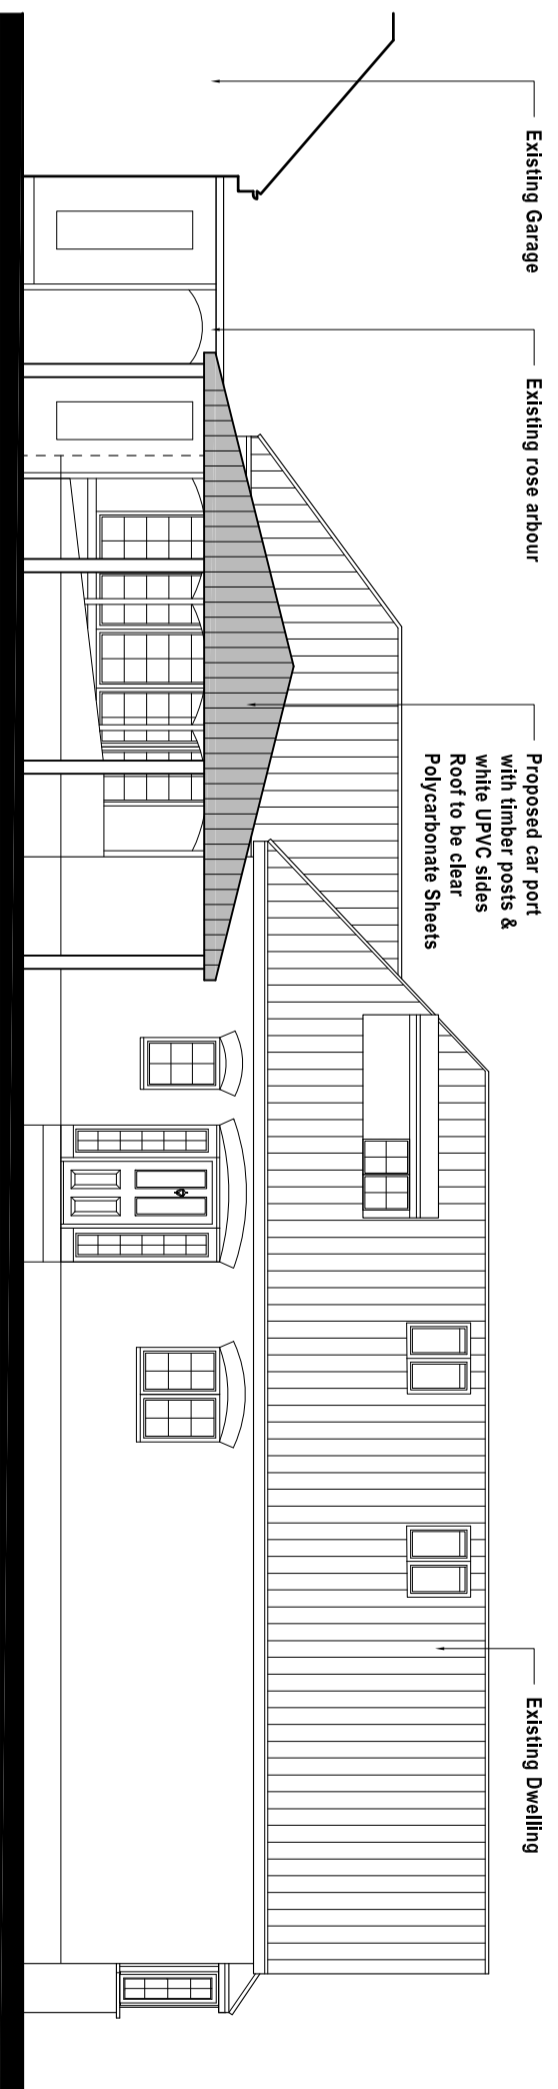 Existing Garage
Existing rose arbour
Proposed car port
with timber posts &
white UPVC sides
Roof to be clear
Polycarbonate Sheets
Existing Dwelling